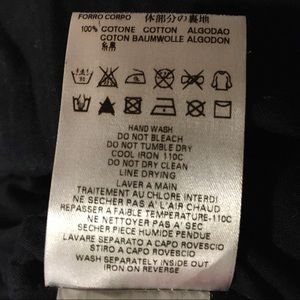 FORRO CORPO 体部分の裏地
100% COTONE COTTON ALGODAO
COTON BAUMWOLLE ALGODON
HAND WASH
DO NOT BLEACH
DO NOT TUMBLE DRY
COOL IRON 110C
DO NOT DRY CLEAN
LINE DRYING
LAVER A MAIN
TRAITEMENT AU CHLORE INTERDI
NE SECHER PAS A L'AIR CHAUD
REPASSER A FAIBLE TEMPERATURE-110C
NE NETTOYER PAS A' SEC
SECHER PIECE HUMIDE PENDUE
LAVARE SEPARATO A CAPO ROVESCIO
STIRO A CAPO ROVESCIO
WASH SEPARATELY INSIDE OUT
IRON ON REVERSE